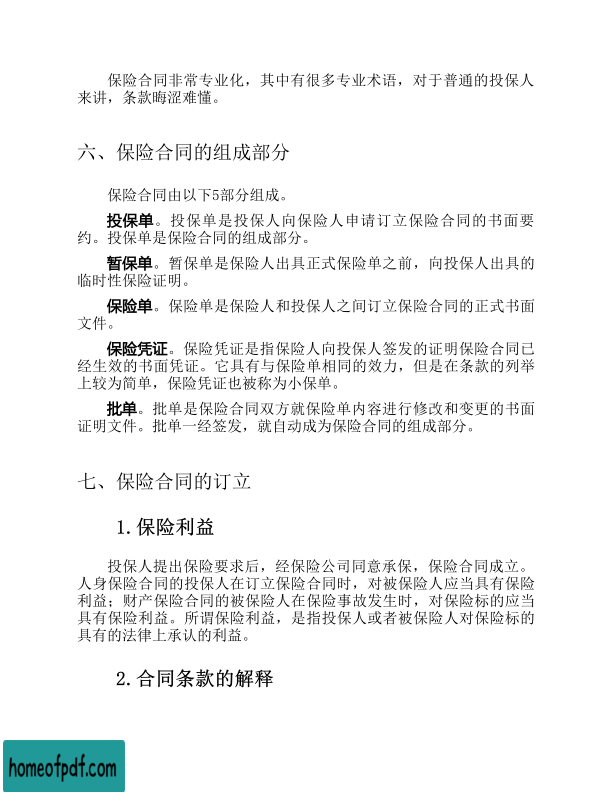 保险合同非常专业化，其中有很多专业术语，对于普通的投保人
来讲，条款晦涩难懂。
六、保险合同的组成部分
保险合同由以下5部分组成。
投保单。投保单是投保人向保险人申请订立保险合同的书面要
约。投保单是保险合同的组成部分。
暂保单。暂保单是保险人出具正式保险单之前，向投保人出具的
临时性保险证明。
保险单。保险单是保险人和投保人之间订立保险合同的正式书面
文件。
保险凭证。保险凭证是指保险人向投保人签发的证明保险合同已
经生效的书面凭证。它具有与保险单相同的效力，但是在条款的列举
上较为简单，保险凭证也被称为小保单。
批单。批单是保险合同双方就保险单内容进行修改和变更的书面
证明文件。批单一经签发，就自动成为保险合同的组成部分。
七、保险合同的订立
1.保险利益
投保人提出保险要求后，经保险公司同意承保，保险合同成立。
人身保险合同的投保人在订立保险合同时，对被保险人应当具有保险
利益；财产保险合同的被保险人在保险事故发生时，对保险标的应当
具有保险利益。所谓保险利益，是指投保人或者被保险人对保险标的
具有的法律上承认的利益。
2.合同条款的解释
homeofpdf.com